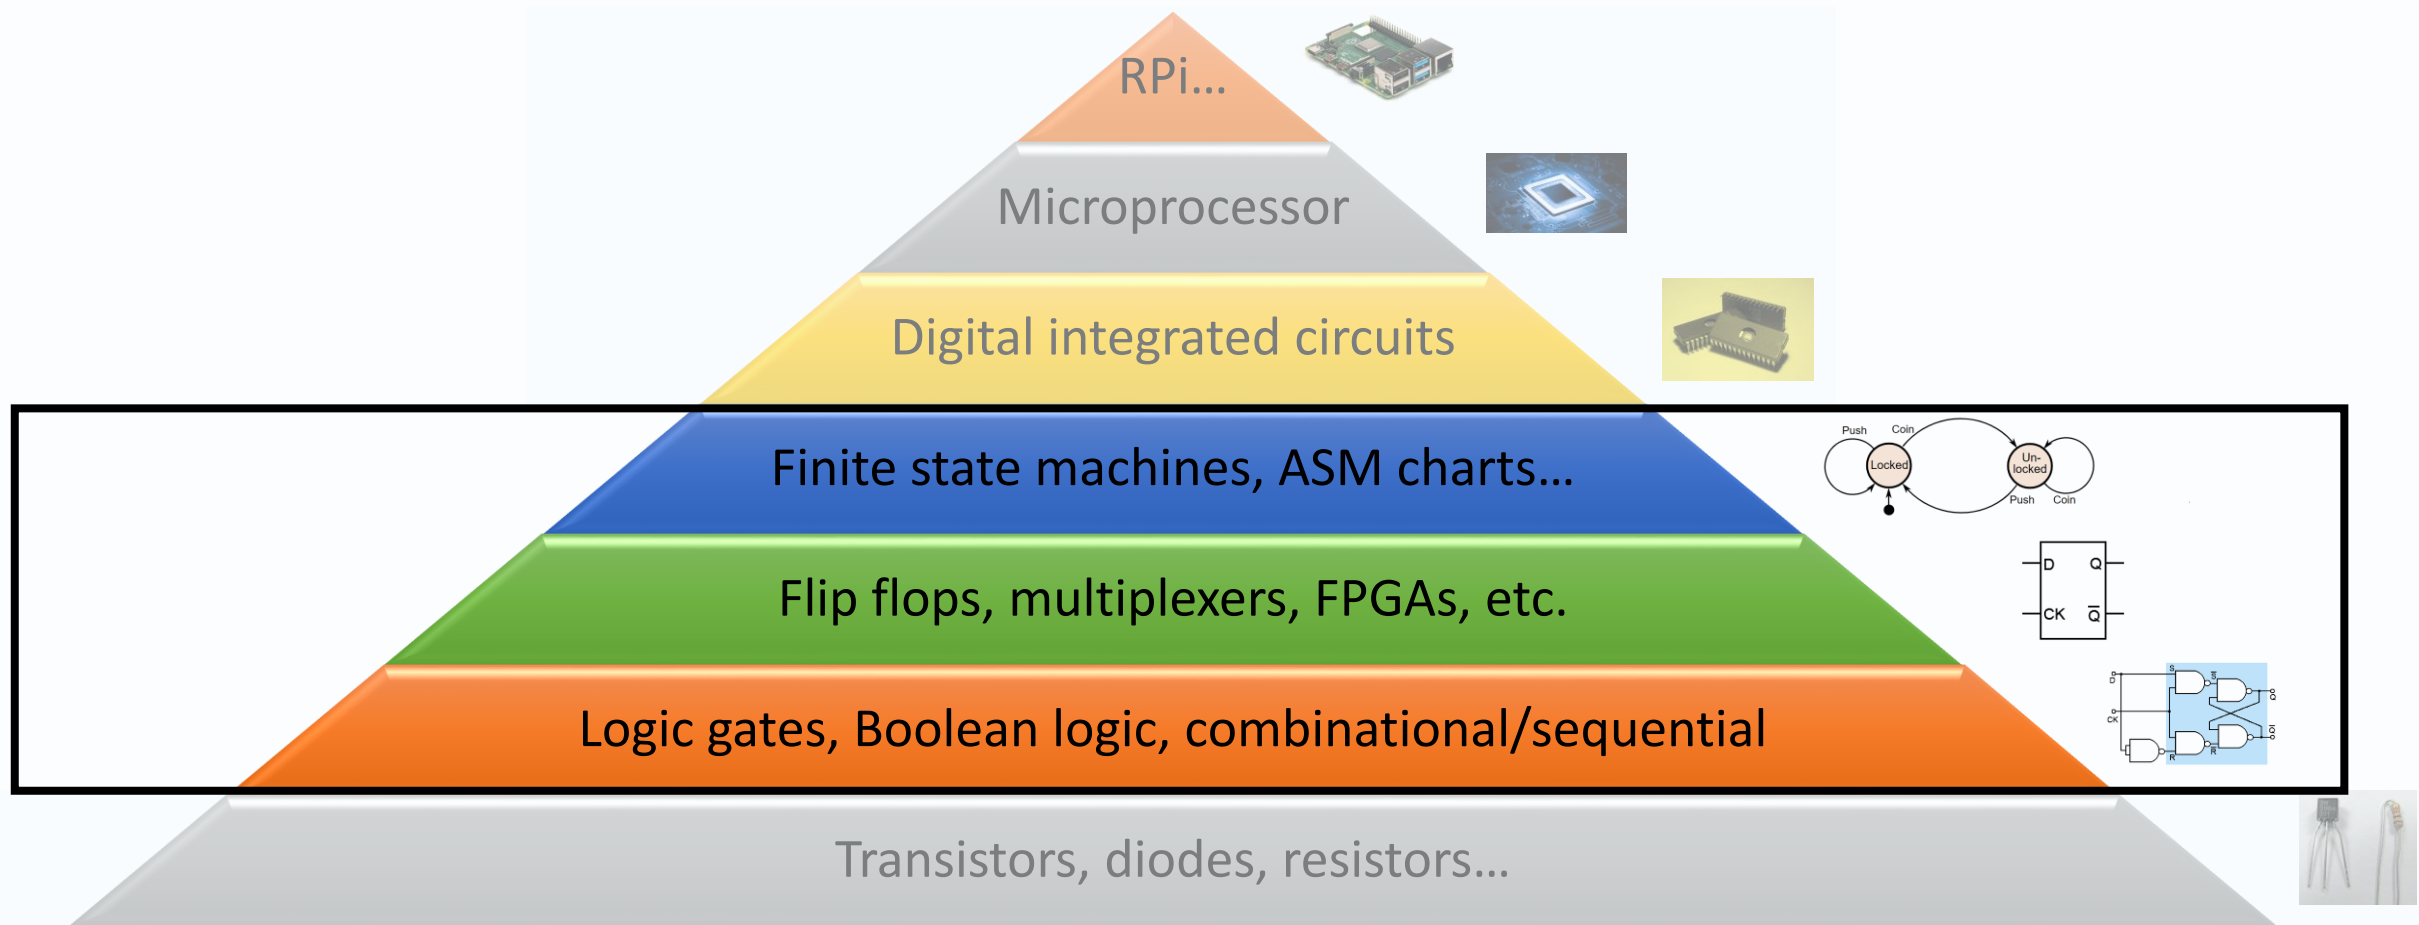 RPi...
Microprocessor
Digital integrated circuits
Finite state machines, ASM charts...
Push
Coin
Locked
Un-
locked
Push
Coin
Flip flops, multiplexers, FPGAs, etc.
D
Q
CK
Q̅
Logic gates, Boolean logic, combinational/sequential
S
S̅
D
Q
CK
Q̅
R
R̅
Transistors, diodes, resistors...